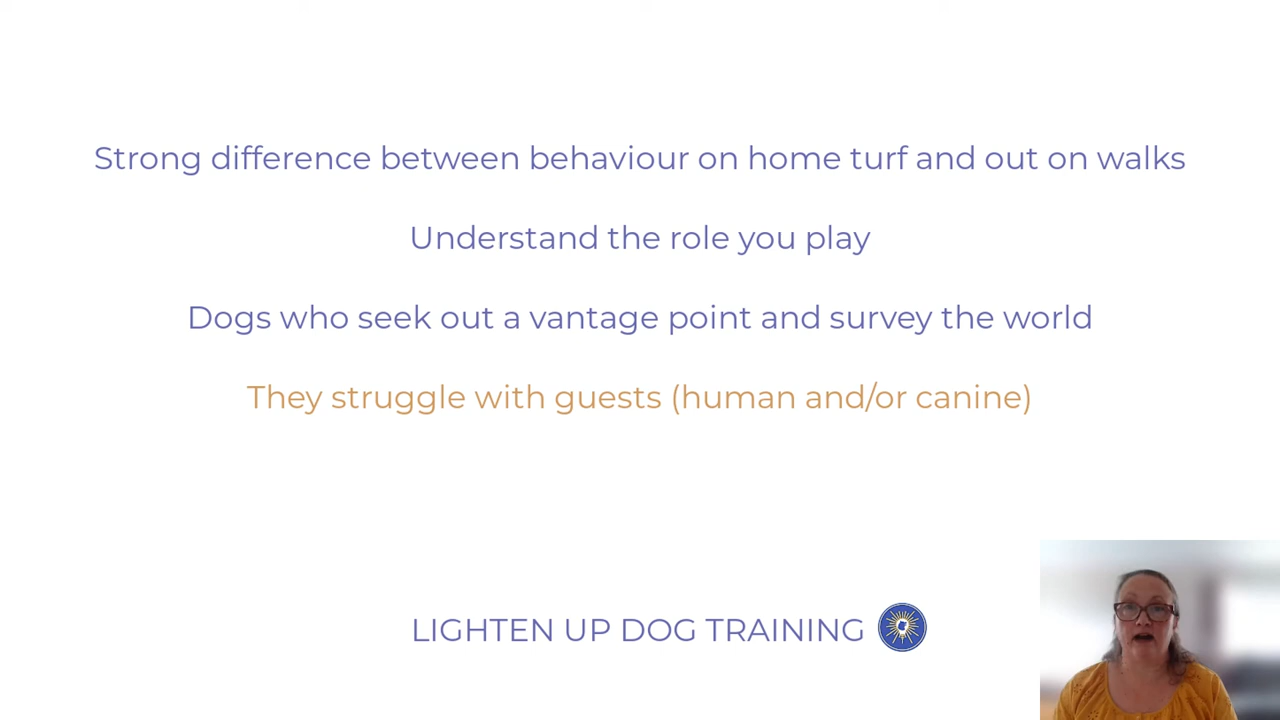 Strong difference between behaviour on home turf and out on walks
Understand the role you play
Dogs who seek out a vantage point and survey the world
They struggle with guests (human and/or canine)
LIGHTEN UP DOG TRAINING